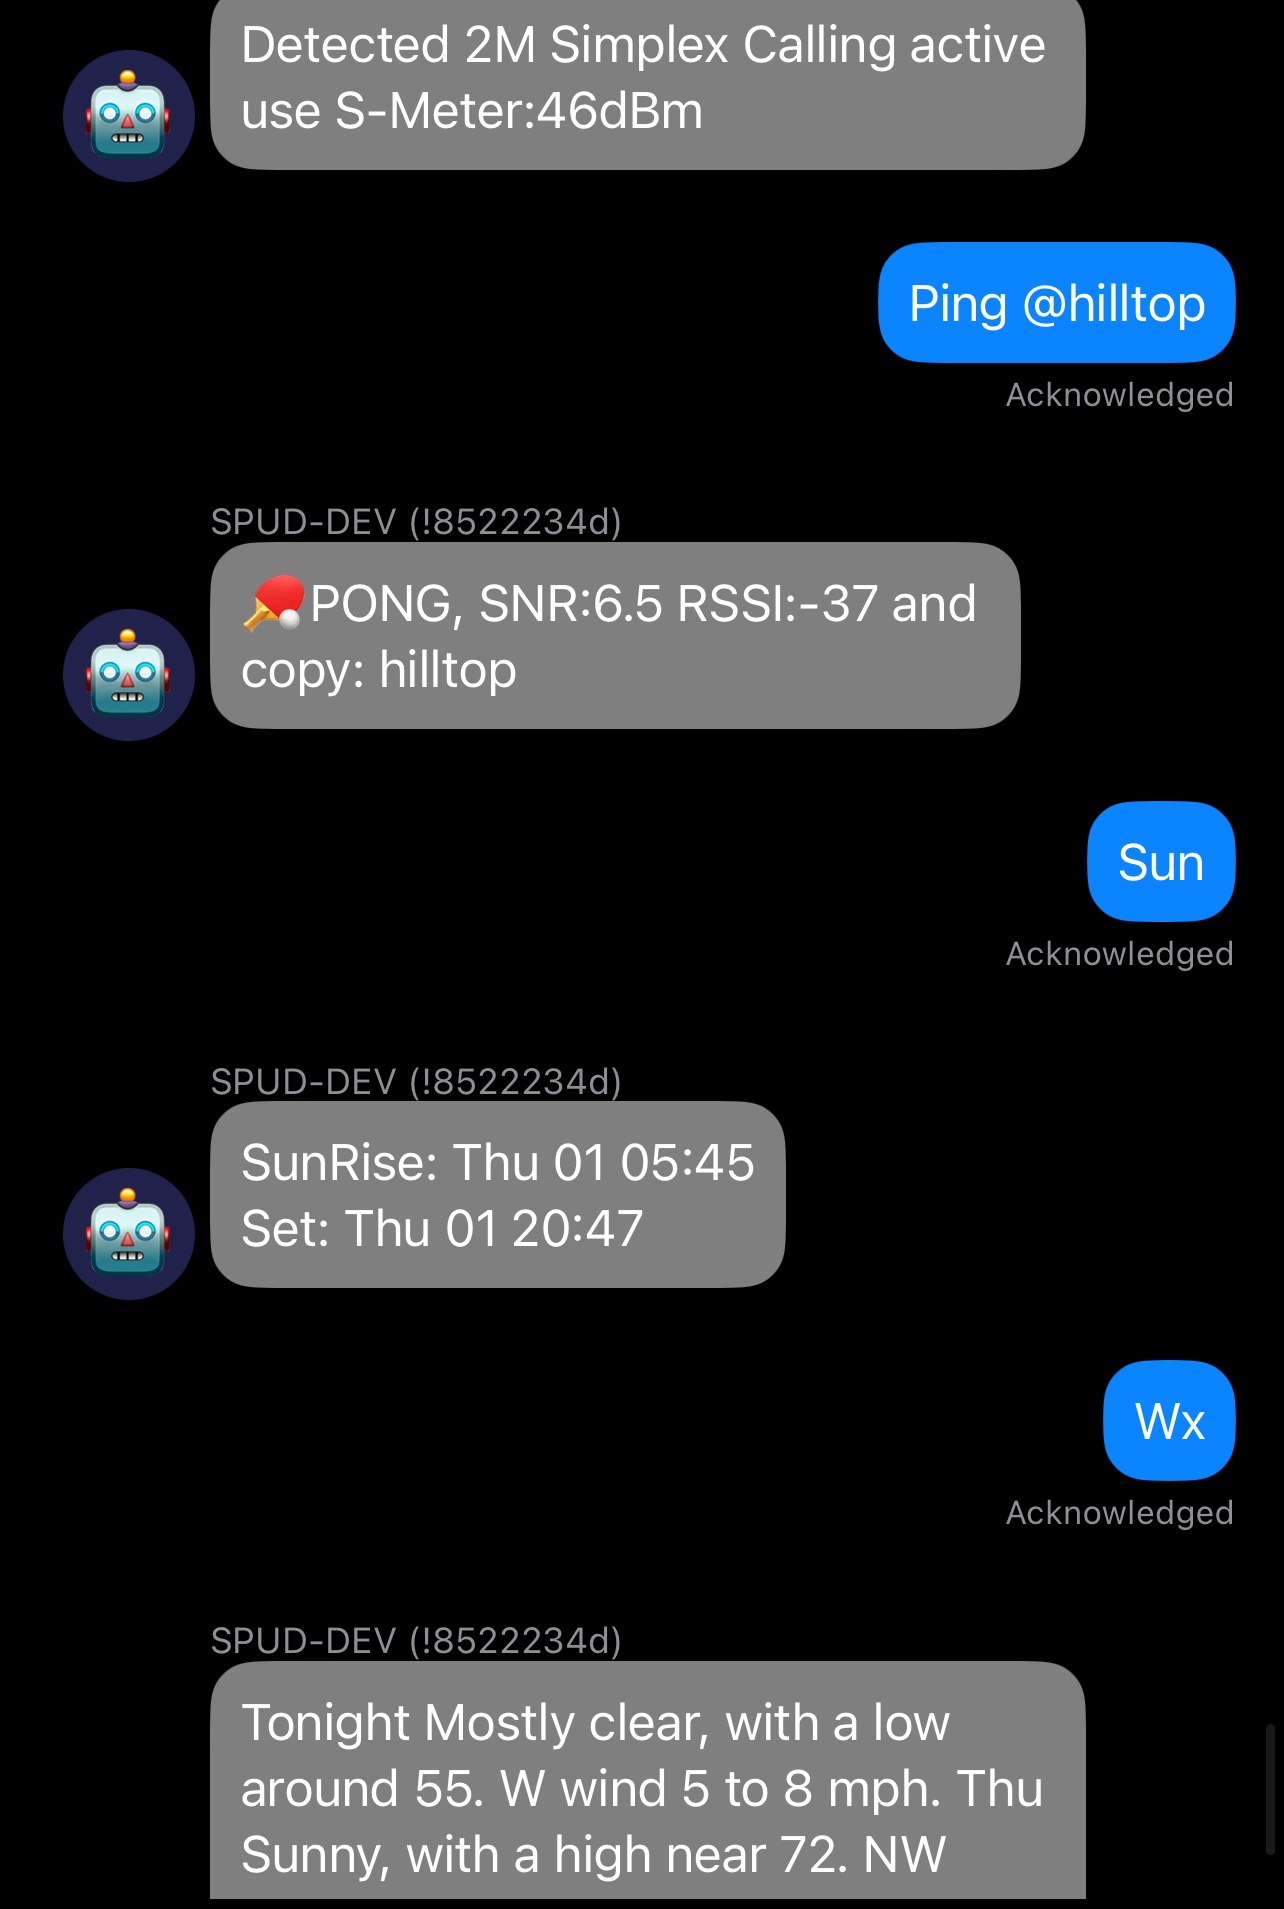 Detected 2M Simplex Calling active
use S-Meter:46dBm
Ping @hilltop
Acknowledged
SPUD-DEV (!8522234d)
🏓PONG, SNR:6.5 RSSI:-37 and
copy: hilltop
Sun
Acknowledged
SPUD-DEV (!8522234d)
SunRise: Thu 01 05:45
Set: Thu 01 20:47
Wx
Acknowledged
SPUD-DEV (!8522234d)
Tonight Mostly clear, with a low
around 55. W wind 5 to 8 mph. Thu
Sunny, with a high near 72. NW